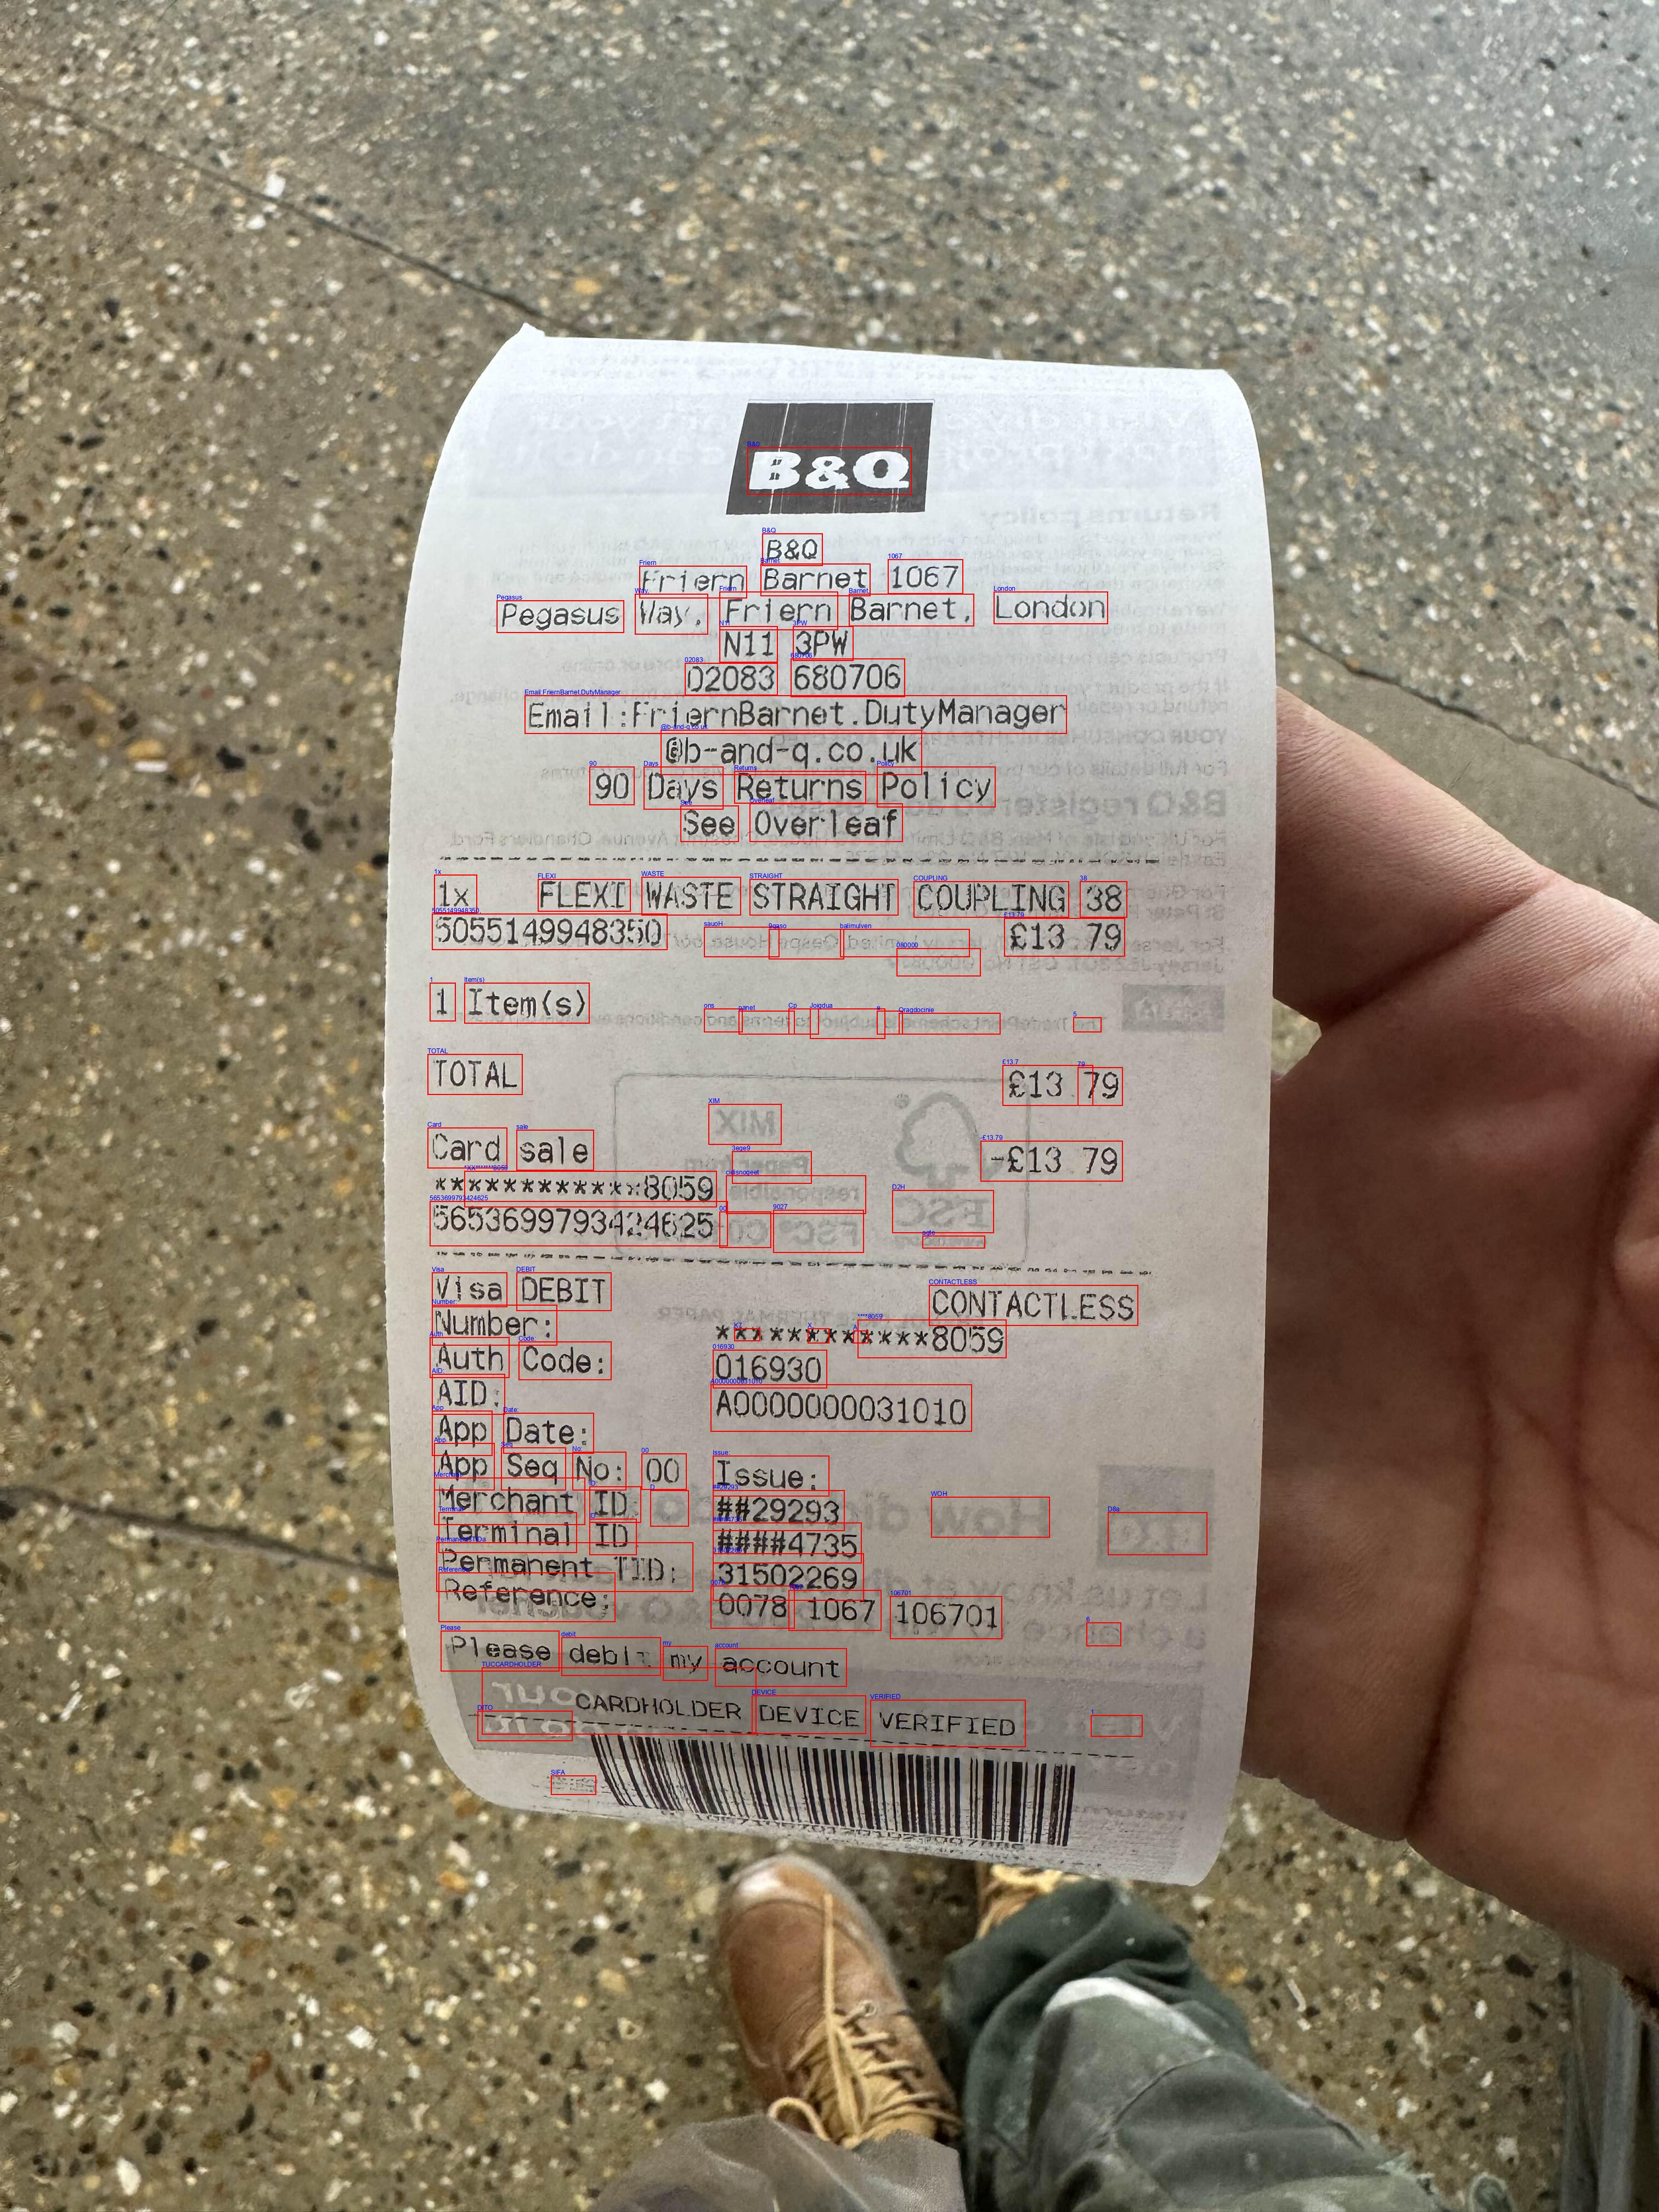 B&Q
B&Q
Friern Barnet 1067
Pegasus Way, Friern Barnet, London
N11 3PW
02083 680706
Email:FriernBarnet.DutyManager
@b-and-q.co.uk
90 Days Returns Policy
See Overleaf
1x FLEXI WASTE STRAIGHT COUPLING 38
5055149948350 £13.79
1 Item(s)
TOTAL £13.79
Card sale -£13.79
************8059
5653699793424625
Visa DEBIT CONTACTLESS
Number: ************8059
Auth Code: 016930
AID: A0000000031010
App Date:
App Seq No: 00 Issue:
Merchant ID: ##29293
Terminal ID ####4735
Permanent TID: 31502269
Reference: 0078 1067 106701
Please debit my account
CARDHOLDER DEVICE VERIFIED